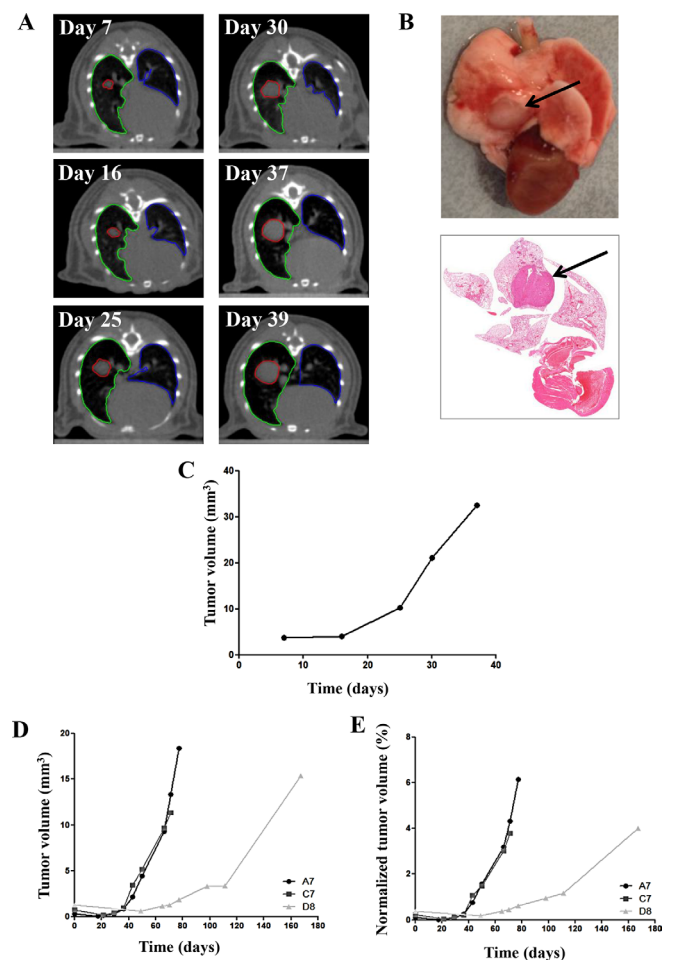 A
B
Day 7
Day 30
Day 16
Day 37
Day 25
Day 39
C
Tumor volume (mm³)
40
30
20
10
0
0 10 20 30 40
Time (days)
D
Tumor volume (mm³)
20
15
10
5
0
0 20 40 60 80 100 120 140 160 180
Time (days)
A7
C7
D8
E
Normalized tumor volume (%)
8
6
4
2
0
0 20 40 60 80 100 120 140 160 180
Time (days)
A7
C7
D8